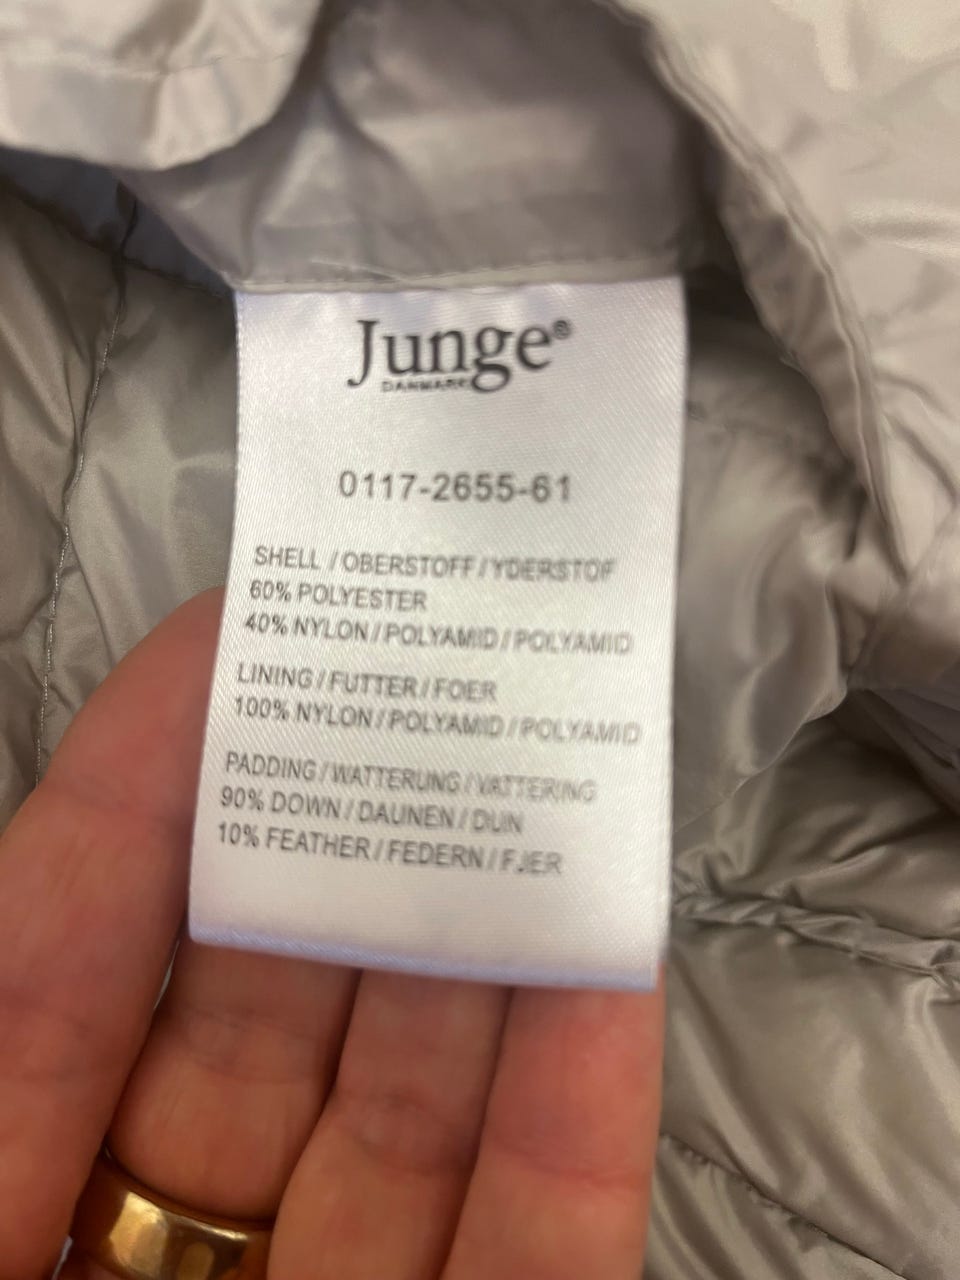 Junge®
DANMARK
0117-2655-61
SHELL / OBERSTOFF / YDERSTOF
60% POLYESTER
40% NYLON / POLYAMID / POLYAMID
LINING / FUTTER / FOER
100% NYLON / POLYAMID / POLYAMID
PADDING / WATTERUNG / VATTERING
90% DOWN / DAUNEN / DUN
10% FEATHER / FEDERN / FJER